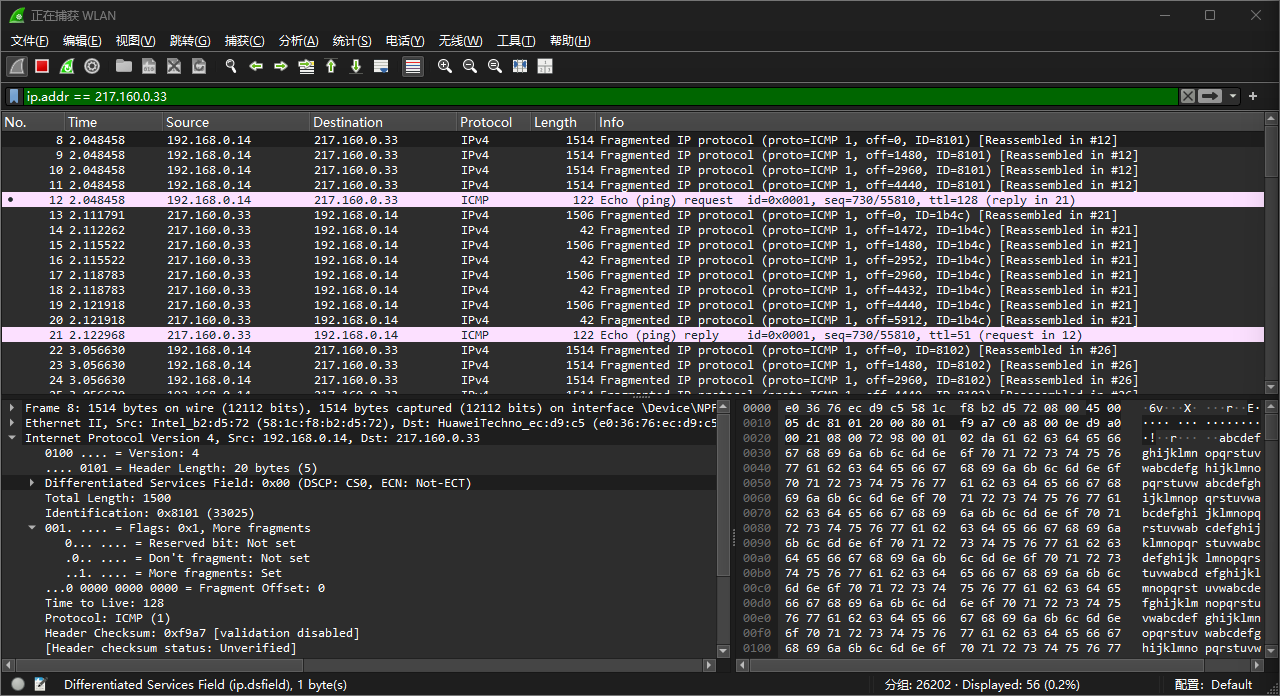 正在捕获 WLAN
文件(F) 编辑(E) 视图(V) 跳转(G) 捕获(C) 分析(A) 统计(S) 电话(Y) 无线(W) 工具(T) 帮助(H)
ip.addr == 217.160.0.33
No. Time Source Destination Protocol Length Info
8 2.048458 192.168.0.14 217.160.0.33 IPv4 1514 Fragmented IP protocol (proto=ICMP 1, off=0, ID=8101) [Reassembled in #12]
9 2.048458 192.168.0.14 217.160.0.33 IPv4 1514 Fragmented IP protocol (proto=ICMP 1, off=1480, ID=8101) [Reassembled in #12]
10 2.048458 192.168.0.14 217.160.0.33 IPv4 1514 Fragmented IP protocol (proto=ICMP 1, off=2960, ID=8101) [Reassembled in #12]
11 2.048458 192.168.0.14 217.160.0.33 IPv4 1514 Fragmented IP protocol (proto=ICMP 1, off=4440, ID=8101) [Reassembled in #12]
12 2.048458 192.168.0.14 217.160.0.33 ICMP 122 Echo (ping) request id=0x0001, seq=730/55810, ttl=128 (reply in 21)
13 2.111791 217.160.0.33 192.168.0.14 IPv4 1506 Fragmented IP protocol (proto=ICMP 1, off=0, ID=1b4c) [Reassembled in #21]
14 2.112262 217.160.0.33 192.168.0.14 IPv4 42 Fragmented IP protocol (proto=ICMP 1, off=1472, ID=1b4c) [Reassembled in #21]
15 2.115522 217.160.0.33 192.168.0.14 IPv4 1506 Fragmented IP protocol (proto=ICMP 1, off=1480, ID=1b4c) [Reassembled in #21]
16 2.115522 217.160.0.33 192.168.0.14 IPv4 42 Fragmented IP protocol (proto=ICMP 1, off=2952, ID=1b4c) [Reassembled in #21]
17 2.118783 217.160.0.33 192.168.0.14 IPv4 1506 Fragmented IP protocol (proto=ICMP 1, off=2960, ID=1b4c) [Reassembled in #21]
18 2.118783 217.160.0.33 192.168.0.14 IPv4 42 Fragmented IP protocol (proto=ICMP 1, off=4432, ID=1b4c) [Reassembled in #21]
19 2.121918 217.160.0.33 192.168.0.14 IPv4 1506 Fragmented IP protocol (proto=ICMP 1, off=4440, ID=1b4c) [Reassembled in #21]
20 2.121918 217.160.0.33 192.168.0.14 IPv4 42 Fragmented IP protocol (proto=ICMP 1, off=5912, ID=1b4c) [Reassembled in #21]
21 2.122968 217.160.0.33 192.168.0.14 ICMP 122 Echo (ping) reply id=0x0001, seq=730/55810, ttl=51 (request in 12)
22 3.056630 192.168.0.14 217.160.0.33 IPv4 1514 Fragmented IP protocol (proto=ICMP 1, off=0, ID=8102) [Reassembled in #26]
23 3.056630 192.168.0.14 217.160.0.33 IPv4 1514 Fragmented IP protocol (proto=ICMP 1, off=1480, ID=8102) [Reassembled in #26]
24 3.056630 192.168.0.14 217.160.0.33 IPv4 1514 Fragmented IP protocol (proto=ICMP 1, off=2960, ID=8102) [Reassembled in #26]
Frame 8: 1514 bytes on wire (12112 bits), 1514 bytes captured (12112 bits) on interface \Device\NPF
Ethernet II, Src: Intel_b2:d5:72 (58:1c:f8:b2:d5:72), Dst: HuaweiTechno_ec:d9:c5 (e0:36:76:ec:d9:c5
Internet Protocol Version 4, Src: 192.168.0.14, Dst: 217.160.0.33
0100 .... = Version: 4
.... 0101 = Header Length: 20 bytes (5)
Differentiated Services Field: 0x00 (DSCP: CS0, ECN: Not-ECT)
Total Length: 1500
Identification: 0x8101 (33025)
001. .... = Flags: 0x1, More fragments
0... .... = Reserved bit: Not set
.0.. .... = Don't fragment: Not set
..1. .... = More fragments: Set
...0 0000 0000 0000 = Fragment Offset: 0
Time to Live: 128
Protocol: ICMP (1)
Header Checksum: 0xf9a7 [validation disabled]
[Header checksum status: Unverified]
0000 e0 36 76 ec d9 c5 58 1c f8 b2 d5 72 08 00 45 00 ·6v···X· ···r··E·
0010 05 dc 81 01 20 00 80 01 f9 a7 c0 a8 00 0e d9 a0 ···· ··· ········
0020 00 21 08 00 72 98 00 01 02 da 61 62 63 64 65 66 ·!··r··· ··abcdef
0030 67 68 69 6a 6b 6c 6d 6e 6f 70 71 72 73 74 75 76 ghijklmn opqrstuv
0040 77 61 62 63 64 65 66 67 68 69 6a 6b 6c 6d 6e 6f wabcdefg hijklmno
0050 70 71 72 73 74 75 76 77 61 62 63 64 65 66 67 68 pqrstuvw abcdefgh
0060 69 6a 6b 6c 6d 6e 6f 70 71 72 73 74 75 76 77 61 ijklmnop qrstuvwa
0070 62 63 64 65 66 67 68 69 6a 6b 6c 6d 6e 6f 70 71 bcdefghi jklmnopq
0080 72 73 74 75 76 77 61 62 63 64 65 66 67 68 69 6a rstuvwab cdefghij
0090 6b 6c 6d 6e 6f 70 71 72 73 74 75 76 77 61 62 63 klmnopqr stuvwabc
00a0 64 65 66 67 68 69 6a 6b 6c 6d 6e 6f 70 71 72 73 defghijk lmnopqrs
00b0 74 75 76 77 61 62 63 64 65 66 67 68 69 6a 6b 6c tuvwabcd efghijkl
00c0 6d 6e 6f 70 71 72 73 74 75 76 77 61 62 63 64 65 mnopqrst uvwabcde
00d0 66 67 68 69 6a 6b 6c 6d 6e 6f 70 71 72 73 74 75 fghijklm nopqrstu
00e0 76 77 61 62 63 64 65 66 67 68 69 6a 6b 6c 6d 6e vwabcdef ghijklmn
00f0 6f 70 71 72 73 74 75 76 77 61 62 63 64 65 66 67 opqrstuv wabcdefg
0100 68 69 6a 6b 6c 6d 6e 6f 70 71 72 73 74 75 76 77 hijklmno pqrstuvw
Differentiated Services Field (ip.dsfield), 1 byte(s)
分组: 26202 · Displayed: 56 (0.2%)
配置: Default